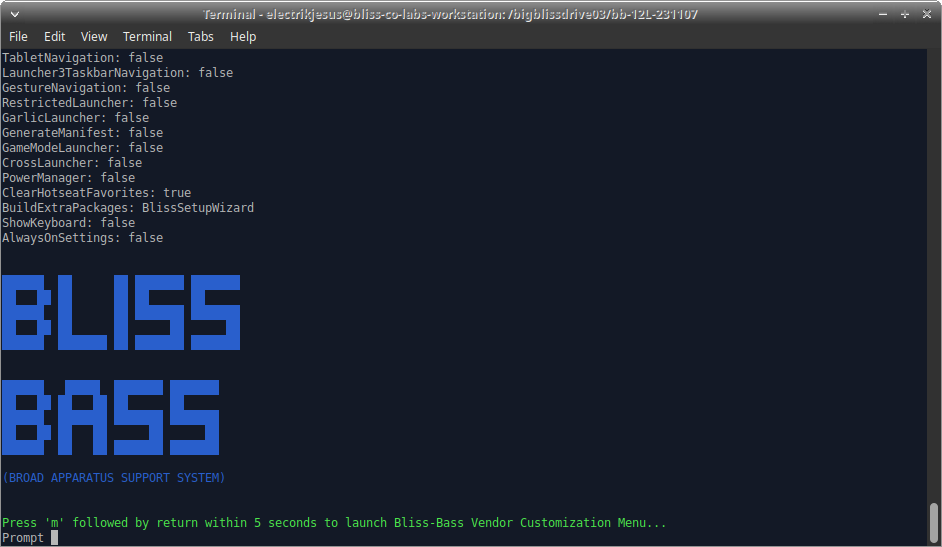 Terminal - electrikjesus@bliss-co-labs-workstation: /bigblissdrive03/bb-12L-231107
File Edit View Terminal Tabs Help
TabletNavigation: false
Launcher3TaskbarNavigation: false
GestureNavigation: false
RestrictedLauncher: false
GarlicLauncher: false
GenerateManifest: false
GameModeLauncher: false
CrossLauncher: false
PowerManager: false
ClearHotseatFavorites: true
BuildExtraPackages: BlissSetupWizard
ShowKeyboard: false
AlwaysOnSettings: false
BLISS
BASS
(BROAD APPARATUS SUPPORT SYSTEM)
Press 'm' followed by return within 5 seconds to launch Bliss-Bass Vendor Customization Menu...
Prompt